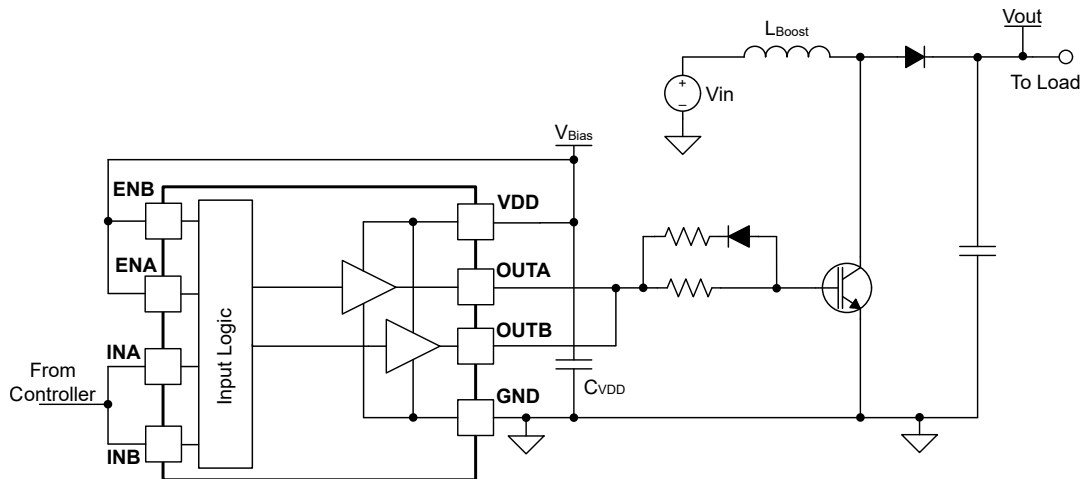 Vout
LBoost
To Load
Vin
+
−
VBias
ENB
VDD
ENA
OUTA
OUTB
INA
Input Logic
From
Controller
CVDD
GND
INB